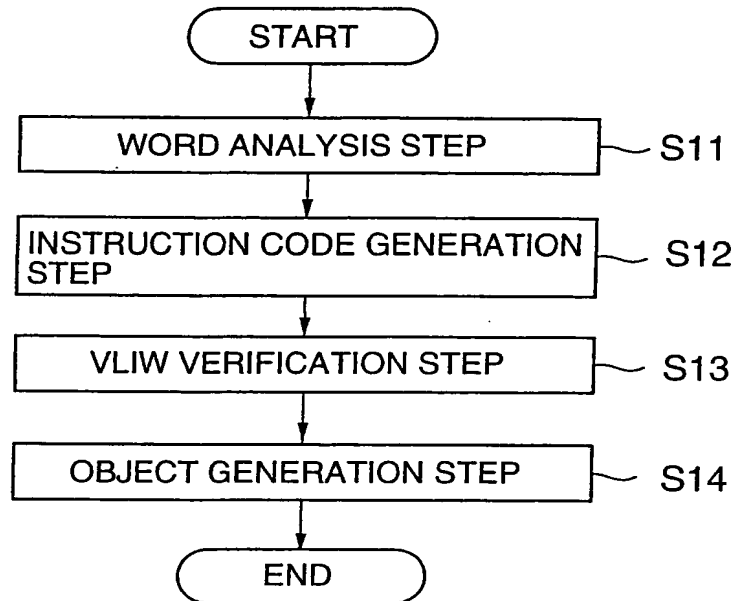 START
WORD ANALYSIS STEP S11
INSTRUCTION CODE GENERATION
STEP S12
VLIW VERIFICATION STEP S13
OBJECT GENERATION STEP S14
END